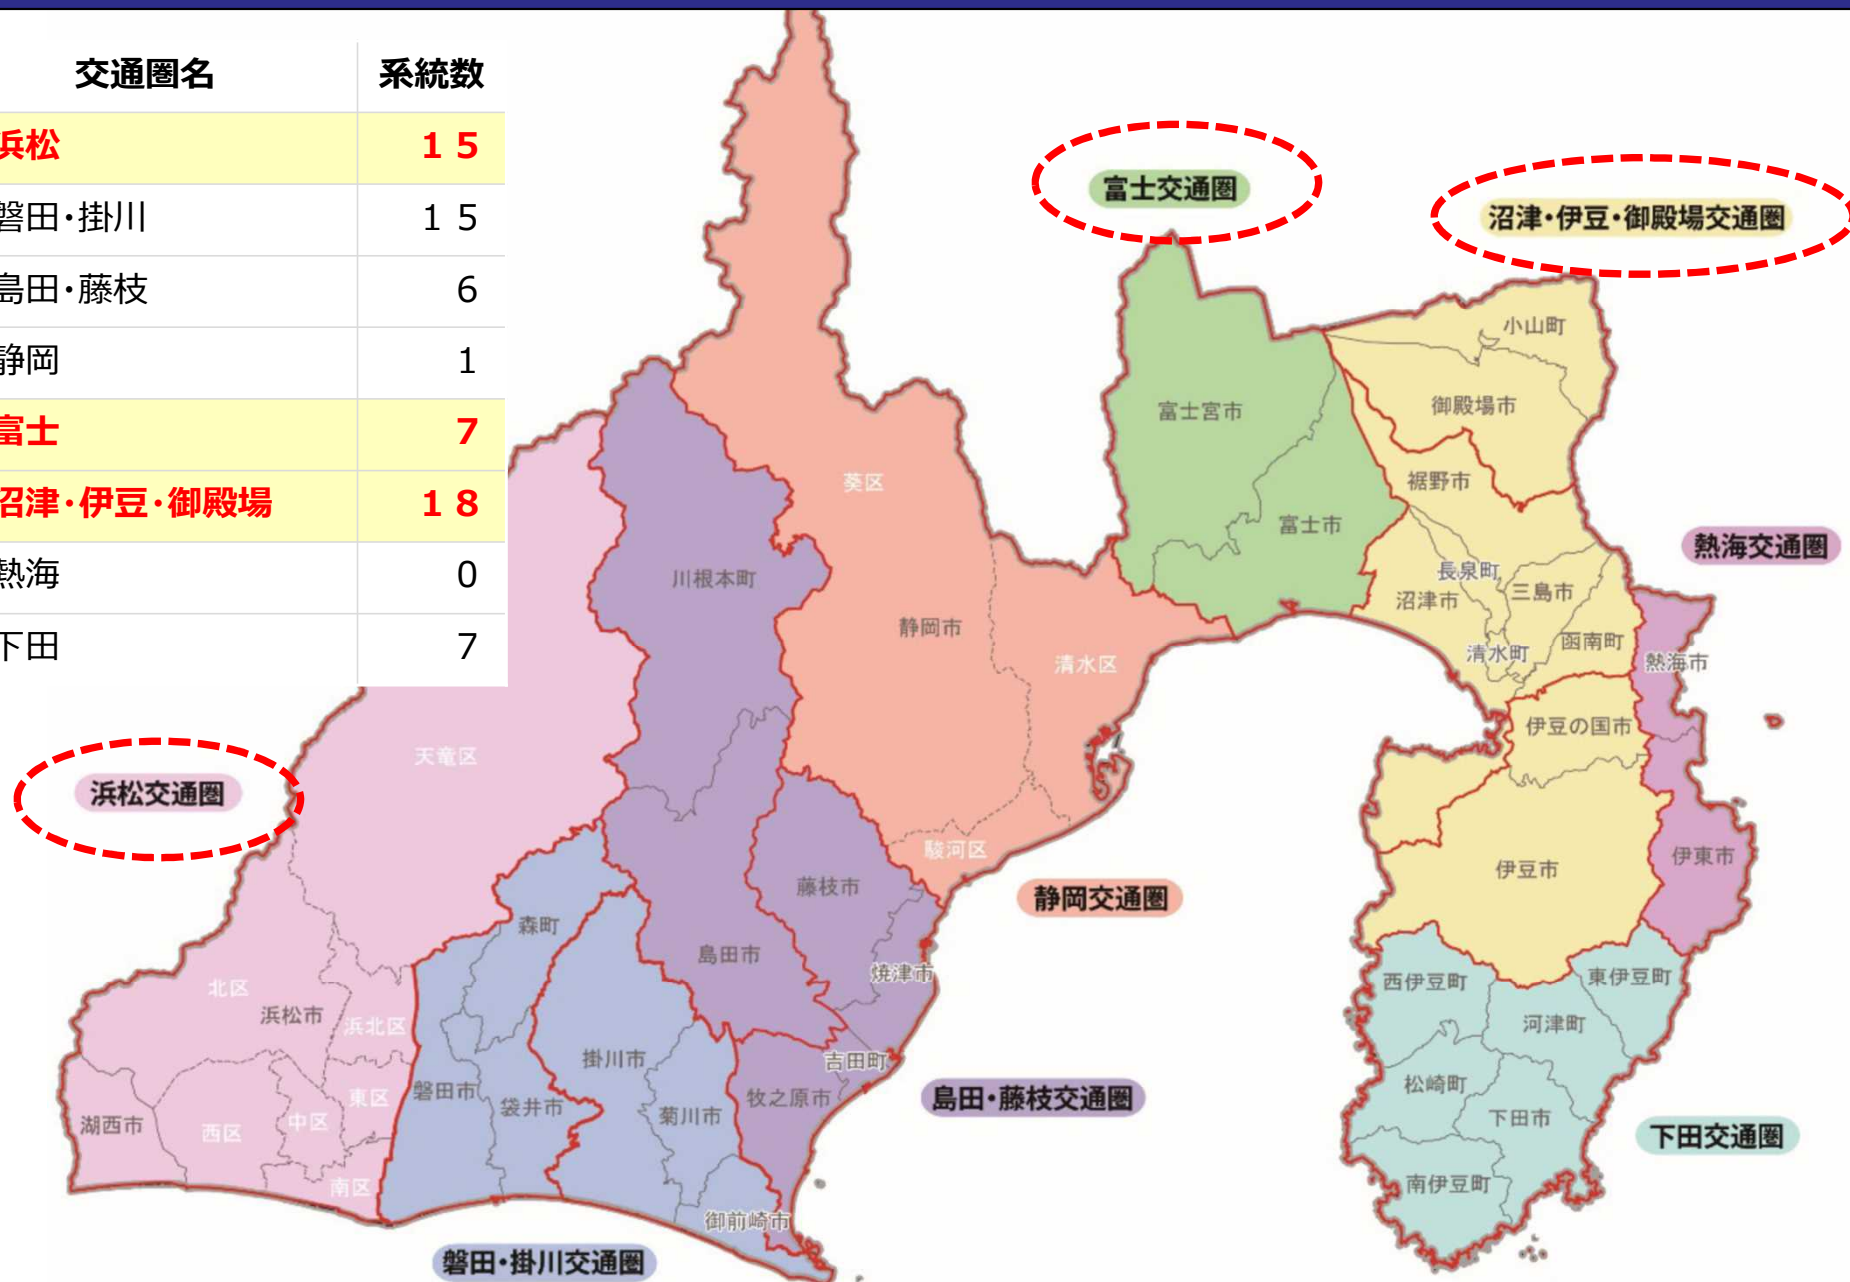 交通圏名 系統数
浜松 15
磐田・掛川 15
島田・藤枝 6
静岡 1
富士 7
沼津・伊豆・御殿場 18
熱海 0
下田 7
富士交通圏
沼津・伊豆・御殿場交通圏
小山町
御殿場市
富士宮市
裾野市
葵区
富士市
熱海交通圏
長泉町
川根本町
三島市
沼津市
静岡市
函南町
清水町
清水区
熱海市
伊豆の国市
天竜区
浜松交通圏
駿河区
伊東市
伊豆市
藤枝市
静岡交通圏
森町
島田市
焼津市
西伊豆町
東伊豆町
北区
浜松市
浜北区
河津町
掛川市
吉田町
松崎町
磐田市
東区
袋井市
牧之原市
島田・藤枝交通圏
湖西市
西区
中区
菊川市
下田市
下田交通圏
南区
南伊豆町
御前崎市
磐田・掛川交通圏